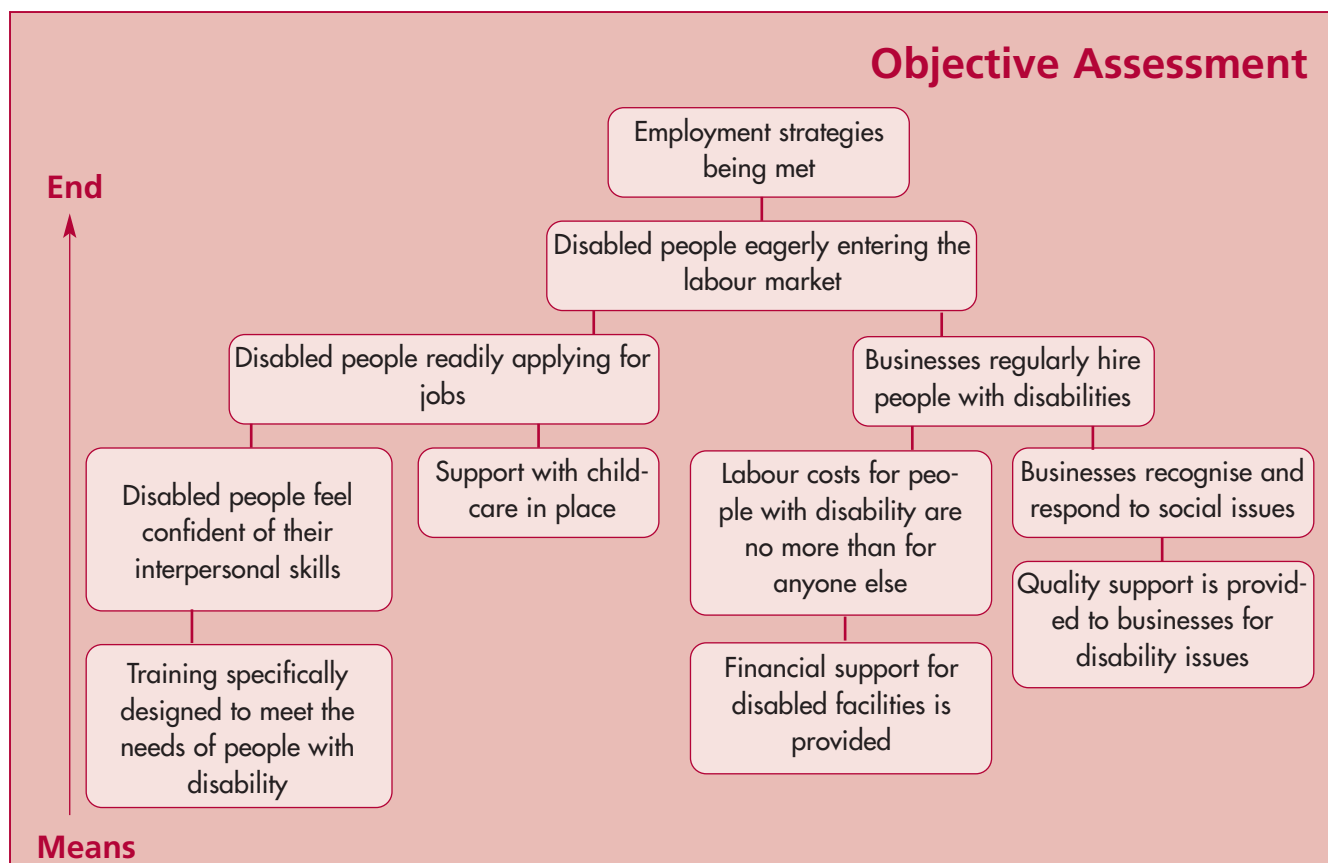 Objective Assessment
Employment strategies
being met
End
Disabled people eagerly entering the
labour market
Disabled people readily applying for
jobs
Businesses regularly hire
people with disabilities
Disabled people feel
confident of their
interpersonal skills
Support with child-
care in place
Labour costs for peo-
ple with disability are
no more than for
anyone else
Businesses recognise and
respond to social issues
Training specifically
designed to meet the
needs of people with
disability
Financial support for
disabled facilities is
provided
Quality support is provid-
ed to businesses for
disability issues
Means